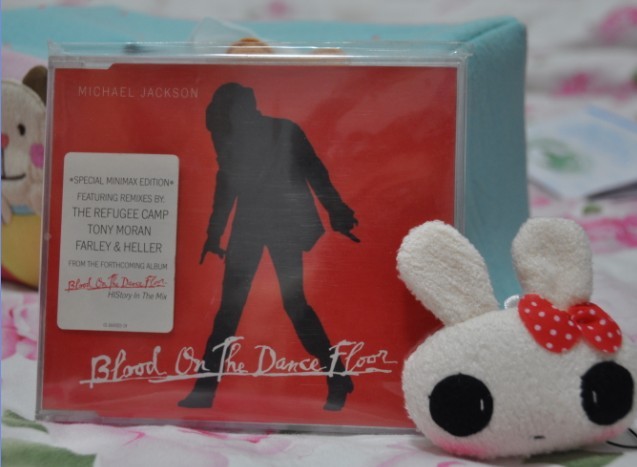 MICHAEL JACKSON
*SPECIAL MINIMAX EDITION*
FEATURING REMIXES BY:
THE REFUGEE CAMP
TONY MORAN
FARLEY & HELLER
FROM THE FORTHCOMING ALBUM
Blood On The Dance Floor
HIStory In The Mix
Blood On The Dance Floor